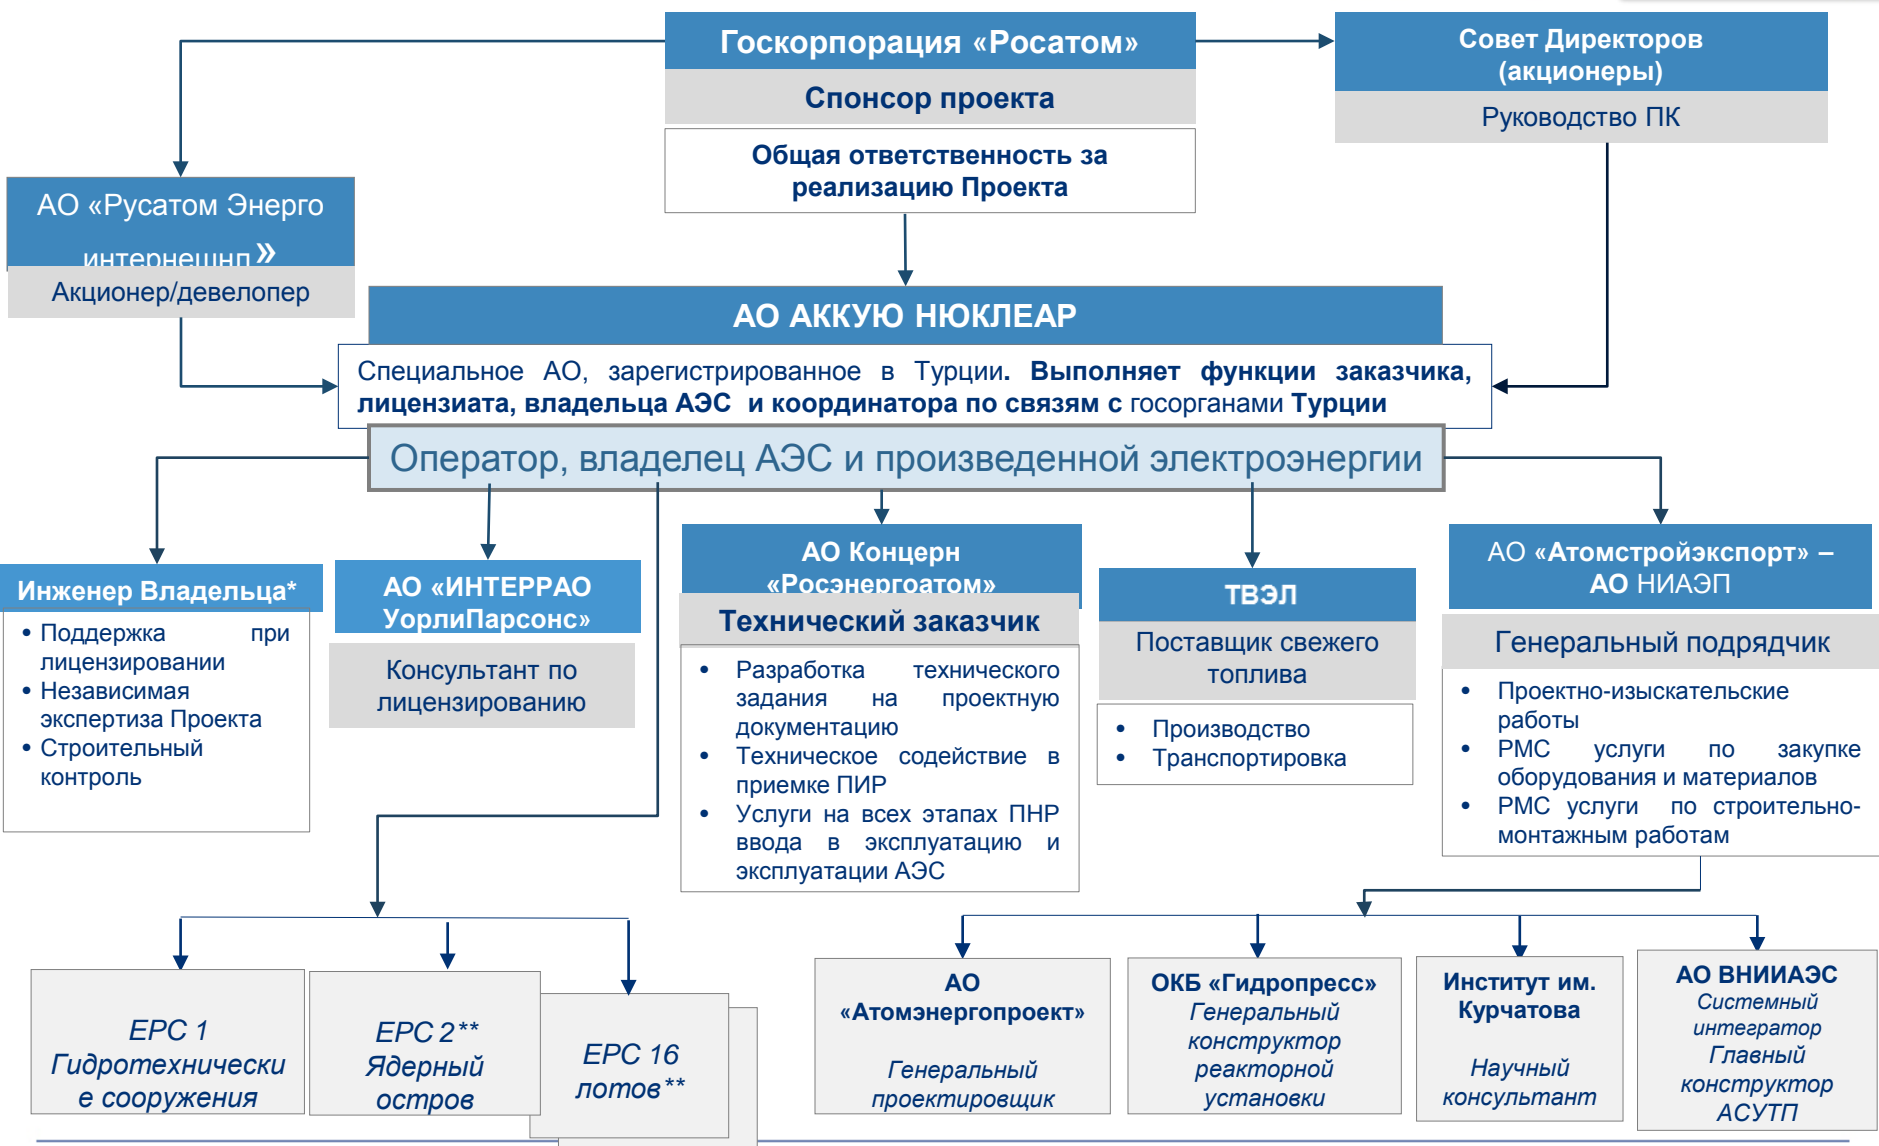 Госкорпорация «Росатом»
Спонсор проекта
Общая ответственность за
реализацию Проекта
Совет Директоров
(акционеры)
Руководство ПК
АО «Русатом Энерго
интернешнл»
Акционер/девелопер
АО АККУЮ НЮКЛЕАР
Специальное АО, зарегистрированное в Турции. Выполняет функции заказчика,
лицензиата, владельца АЭС и координатора по связям с госорганами Турции
Оператор, владелец АЭС и произведенной электроэнергии
Инженер Владельца*
• Поддержка при
лицензировании
• Независимая
экспертиза Проекта
• Строительный
контроль
АО «ИНТЕРРАО
УорлиПарсонс»
Консультант по
лицензированию
АО Концерн
«Росэнергоатом»
Технический заказчик
• Разработка технического
задания на проектную
документацию
• Техническое содействие в
приемке ПИР
• Услуги на всех этапах ПНР
ввода в эксплуатацию и
эксплуатации АЭС
ТВЭЛ
Поставщик свежего
топлива
• Производство
• Транспортировка
АО «Атомстройэкспорт» –
АО НИАЭП
Генеральный подрядчик
• Проектно-изыскательские
работы
• РМС услуги по закупке
оборудования и материалов
• РМС услуги по строительно-
монтажным работам
EPC 1
Гидротехнически
е сооружения
EPC 2**
Ядерный
остров
EPC 16
лотов**
АО
«Атомэнергопроект»
Генеральный
проектировщик
ОКБ «Гидропресс»
Генеральный
конструктор
реакторной
установки
Институт им.
Курчатова
Научный
консультант
АО ВНИИАЭС
Системный
интегратор
Главный
конструктор
АСУТП